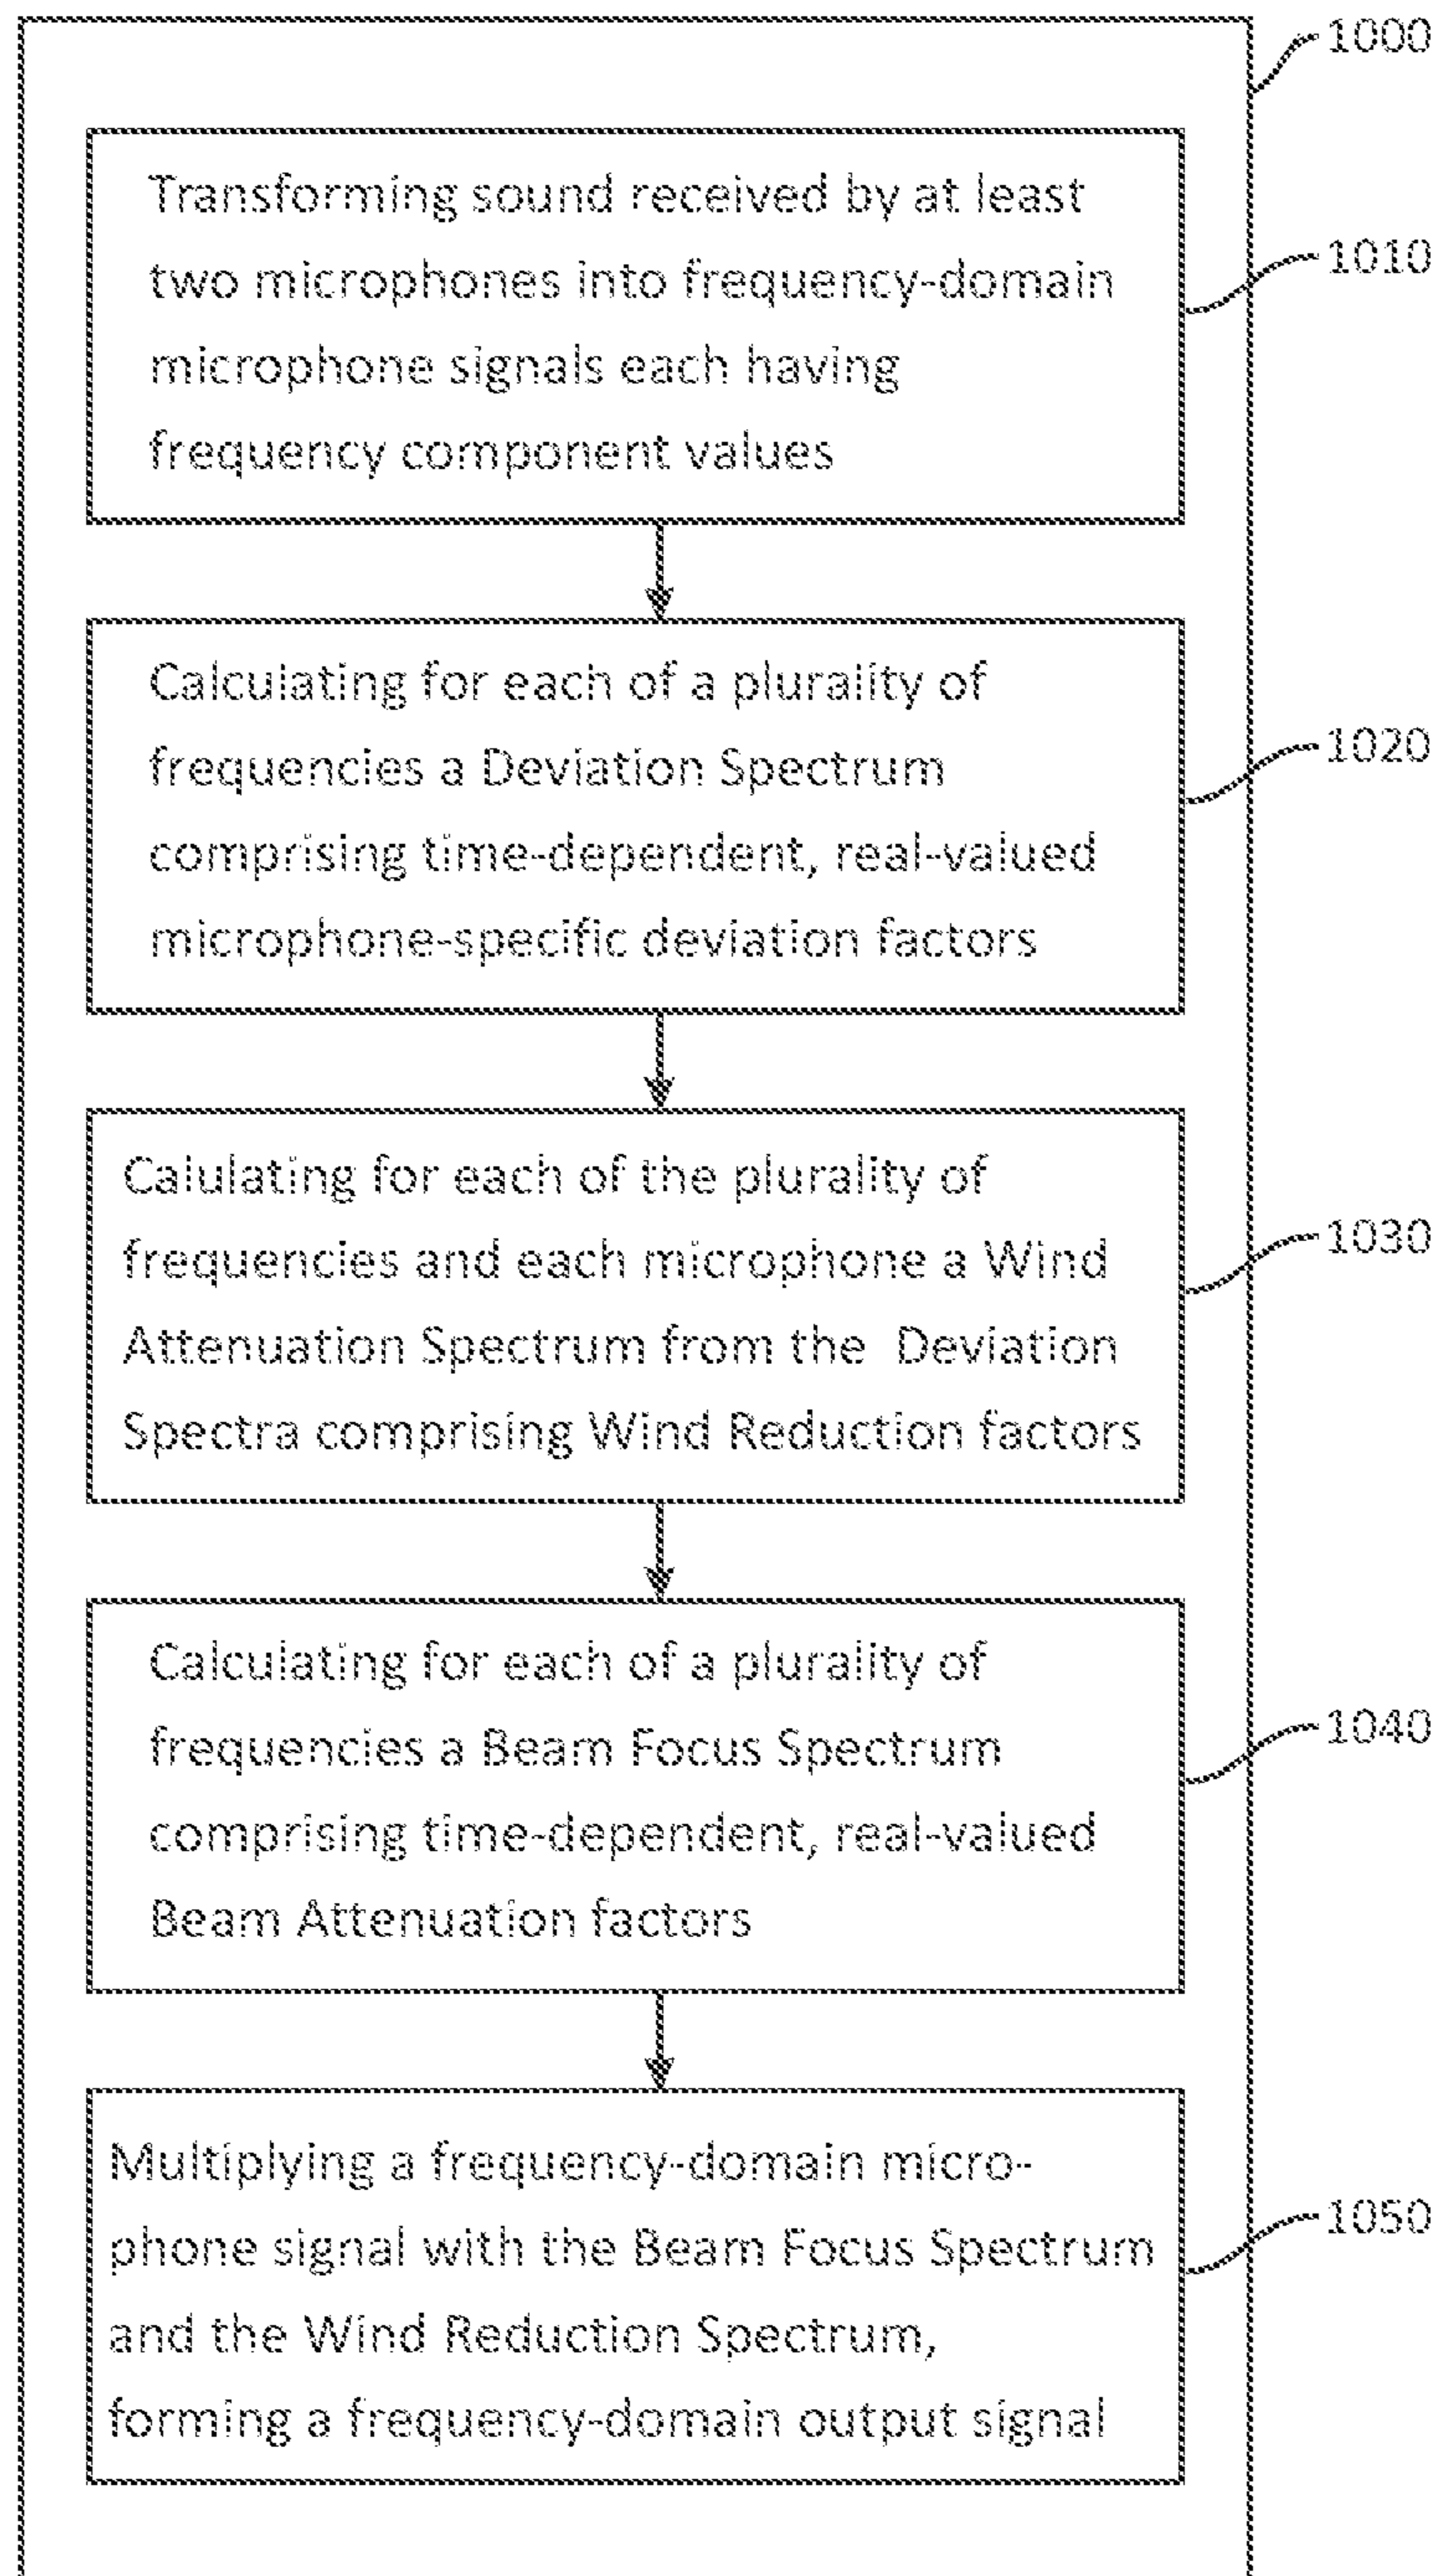 1000
Transforming sound received by at least
two microphones into frequency-domain
microphone signals each having
frequency component values
1010
Calculating for each of a plurality of
frequencies a Deviation Spectrum
comprising time-dependent, real-valued
microphone-specific deviation factors
1020
Calulating for each of the plurality of
frequencies and each microphone a Wind
Attenuation Spectrum from the  Deviation
Spectra comprising Wind Reduction factors
1030
Calculating for each of a plurality of
frequencies a Beam Focus Spectrum
comprising time-dependent, real-valued
Beam Attenuation factors
1040
Multiplying a frequency-domain micro-
phone signal with the Beam Focus Spectrum
and the Wind Reduction Spectrum,
forming a frequency-domain output signal
1050